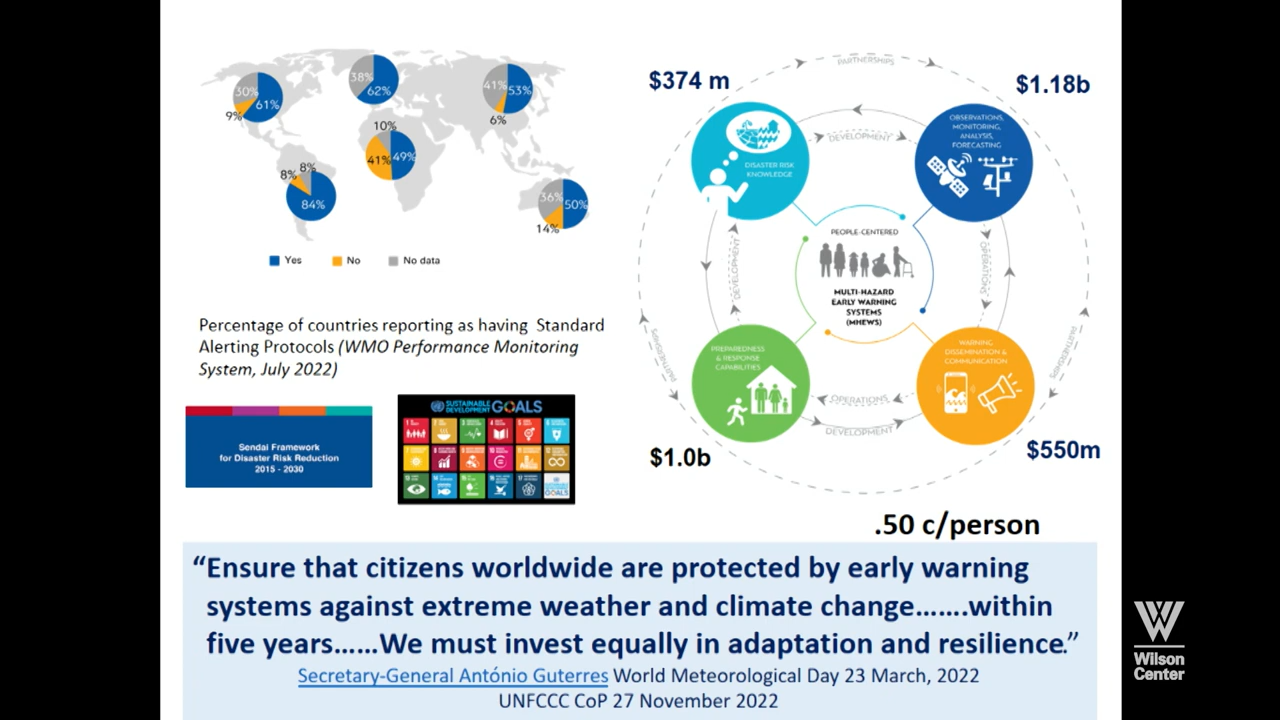 38%
62%
30%
61%
9%
41%
53%
6%
10%
41%
49%
8%
8%
84%
36%
50%
14%
Yes
No
No data
Percentage of countries reporting as having Standard
Alerting Protocols (WMO Performance Monitoring
System, July 2022)
Sendai Framework
for Disaster Risk Reduction
2015 - 2030
SUSTAINABLE
DEVELOPMENT
GOALS
$374 m
$1.18b
PARTNERSHIPS
DEVELOPMENT
DISASTER RISK
KNOWLEDGE
OBSERVATIONS,
MONITORING,
ANALYSIS,
FORECASTING
PEOPLE-CENTERED
MULTI-HAZARD
EARLY WARNING
SYSTEMS
(MHEWS)
DEVELOPMENT
OPERATIONS
PARTNERSHIPS
PARTNERSHIPS
PREPAREDNESS
& RESPONSE
CAPABILITIES
WARNING
DISSEMINATION &
COMMUNICATION
OPERATIONS
DEVELOPMENT
$1.0b
$550m
.50 c/person
“Ensure that citizens worldwide are protected by early warning
systems against extreme weather and climate change…….within
five years……We must invest equally in adaptation and resilience.”
Secretary-General António Guterres World Meteorological Day 23 March, 2022
UNFCCC CoP 27 November 2022
Wilson
Center